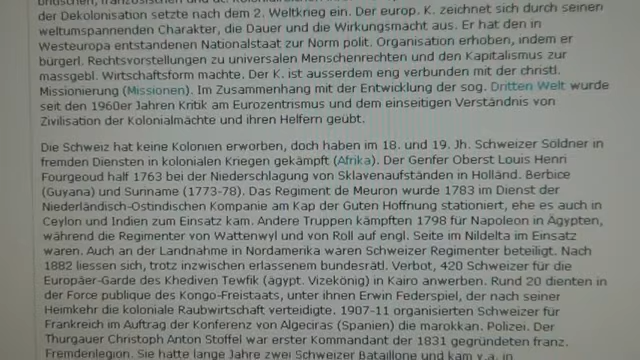 britischen, französischen und der kolonialen
der Dekolonisation setzte nach dem 2. Weltkrieg ein. Der europ. K. zeichnet sich durch seinen
weltumspannenden Charakter, die Dauer und die Wirkungsmacht aus. Er hat den in
Westeuropa entstandenen Nationalstaat zur Norm polit. Organisation erhoben, indem er
bürgerl. Rechtsvorstellungen zu universalen Menschenrechten und den Kapitalismus zur
massgebl. Wirtschaftsform machte. Der K. ist ausserdem eng verbunden mit der christl.
Missionierung (Missionen). Im Zusammenhang mit der Entwicklung der sog. Dritten Welt wurde
seit den 1960er Jahren Kritik am Eurozentrismus und dem einseitigen Verständnis von
Zivilisation der Kolonialmächte und ihren Helfern geübt.
Die Schweiz hat keine Kolonien erworben, doch haben im 18. und 19. Jh. Schweizer Söldner in
fremden Diensten in kolonialen Kriegen gekämpft (Afrika). Der Genfer Oberst Louis Henri
Fourgeoud half 1763 bei der Niederschlagung von Sklavenaufständen in Holländ. Berbice
(Guyana) und Suriname (1773-78). Das Regiment de Meuron wurde 1783 im Dienst der
Niederländisch-Ostindischen Kompanie am Kap der Guten Hoffnung stationiert, ehe es auch in
Ceylon und Indien zum Einsatz kam. Andere Truppen kämpften 1798 für Napoleon in Ägypten,
während die Regimenter von Wattenwyl und von Roll auf engl. Seite im Nildelta im Einsatz
waren. Auch an der Landnahme in Nordamerika waren Schweizer Regimenter beteiligt. Nach
1882 liessen sich, trotz inzwischen erlassenem bundesrätl. Verbot, 420 Schweizer für die
Europäer-Garde des Khediven Tewfik (ägypt. Vizekönig) in Kairo anwerben. Rund 20 dienten in
der Force publique des Kongo-Freistaats, unter ihnen Erwin Federspiel, der nach seiner
Heimkehr die koloniale Raubwirtschaft verteidigte. 1907-11 organisierten Schweizer für
Frankreich im Auftrag der Konferenz von Algeciras (Spanien) die marokkan. Polizei. Der
Thurgauer Christoph Anton Stoffel war erster Kommandant der 1831 gegründeten franz.
Fremdenlegion. Sie hatte lange Jahre zwei Schweizer Bataillone und kam v.a. in